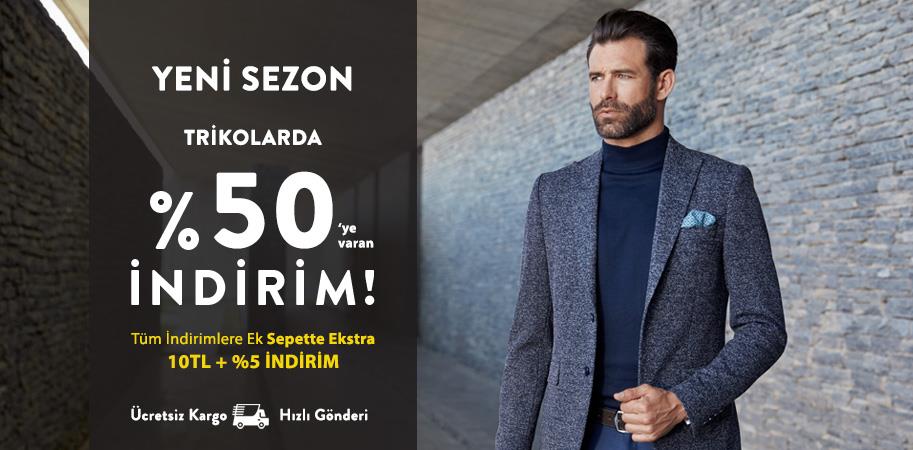 YENİ SEZON
TRİKOLARDA
%50 'ye
varan
İNDİRİM!
Tüm İndirimlere Ek Sepette Ekstra
10TL + %5 İNDİRİM
Ücretsiz Kargo Hızlı Gönderi